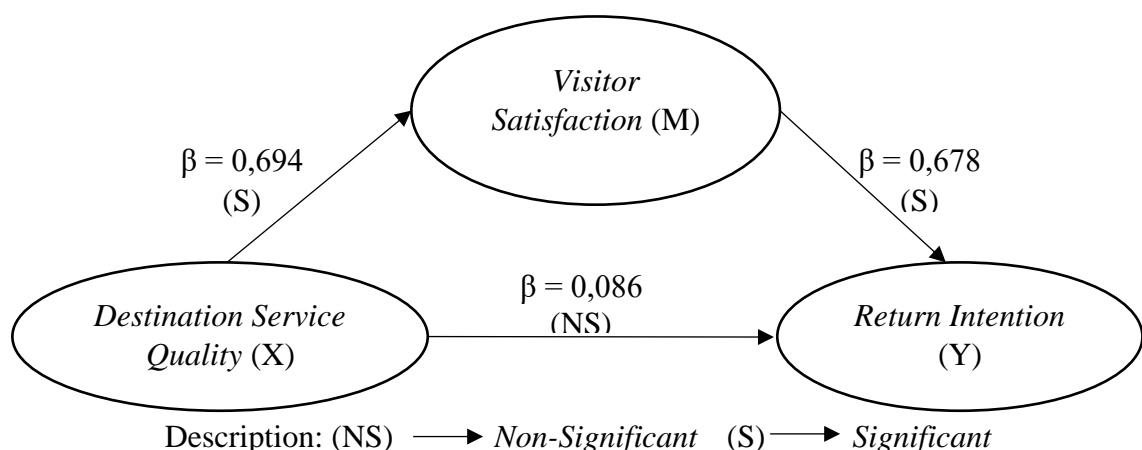 Visitor
Satisfaction (M)
β = 0,694
(S)
β = 0,678
(S)
Destination Service
Quality (X)
β = 0,086
(NS)
Return Intention
(Y)
Description: (NS) Non-Significant (S) Significant